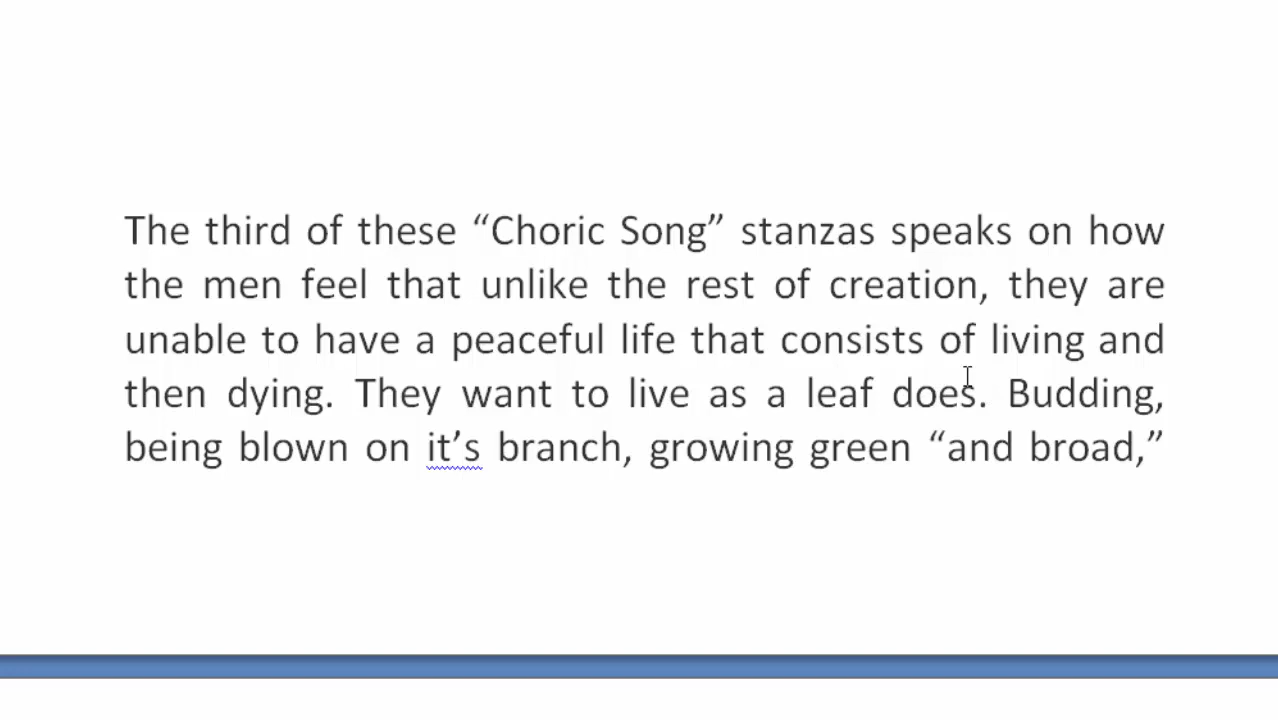 The third of these “Choric Song” stanzas speaks on how
the men feel that unlike the rest of creation, they are
unable to have a peaceful life that consists of living and
then dying. They want to live as a leaf does. Budding,
being blown on it’s branch, growing green “and broad,”